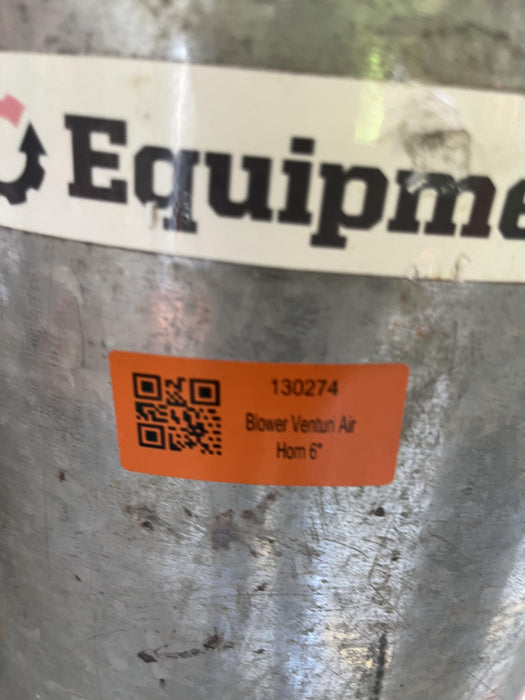 Equipme
130274
Blower Venturi Air
Horn 6"